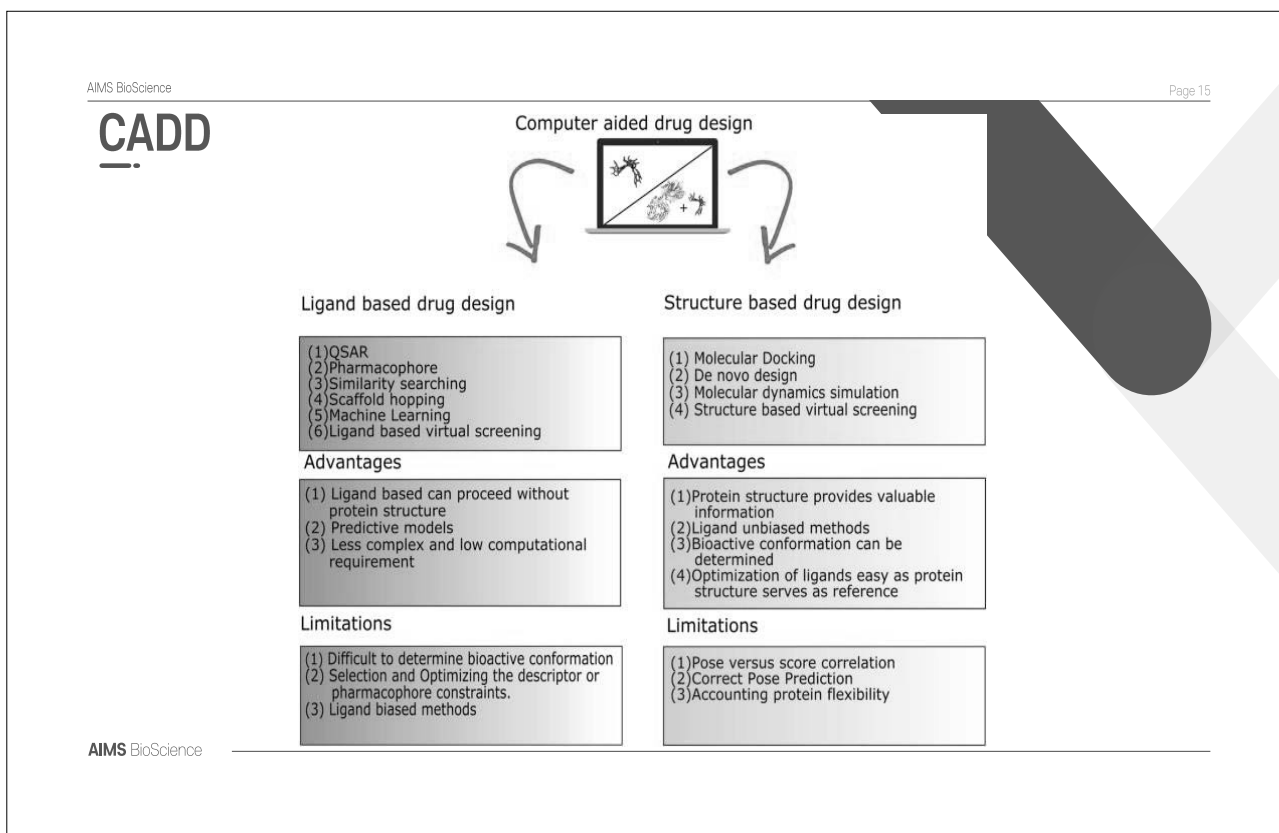 AIMS BioScience
Page 15
CADD
Computer aided drug design
+
Ligand based drug design
(1)QSAR
(2)Pharmacophore
(3)Similarity searching
(4)Scaffold hopping
(5)Machine Learning
(6)Ligand based virtual screening
Advantages
(1) Ligand based can proceed without
protein structure
(2) Predictive models
(3) Less complex and low computational
requirement
Limitations
(1) Difficult to determine bioactive conformation
(2) Selection and Optimizing the descriptor or
pharmacophore constraints.
(3) Ligand biased methods
Structure based drug design
(1) Molecular Docking
(2) De novo design
(3) Molecular dynamics simulation
(4) Structure based virtual screening
Advantages
(1)Protein structure provides valuable
information
(2)Ligand unbiased methods
(3)Bioactive conformation can be
determined
(4)Optimization of ligands easy as protein
structure serves as reference
Limitations
(1)Pose versus score correlation
(2)Correct Pose Prediction
(3)Accounting protein flexibility
AIMS BioScience